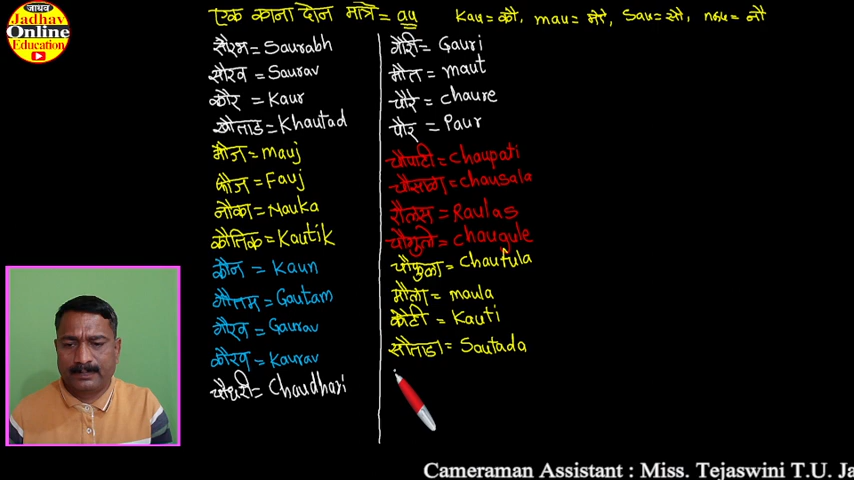 जाधव
Jadhav
Online
Education
एक काना दोन मात्रे = au Kau = कौ, mau = मौ, Sau = सौ, nau = नौ
सौरभ = Saurabh
सौरव = Saurav
कौर = Kaur
खौताड = Khautad
मौज = mauj
फौज = Fauj
नौका = Nauka
कौतिक = Kautik
कौन = Kaun
गौतम = Gautam
गौरव = Gaurav
कौरव = Kaurav
चौधरी = Chaudhari
गौरी = Gauri
मौत = maut
चौरे = chaure
पौर = Paur
चौपाटी = Chaupati
चौसाळा = chausala
रौलस = Raulas
चौगुले = chaugule
चौफुला = Chaufula
मौला = maula
कौटी = Kauti
सौताडा = Sautada
Cameraman Assistant : Miss. Tejaswini T.U. Ja